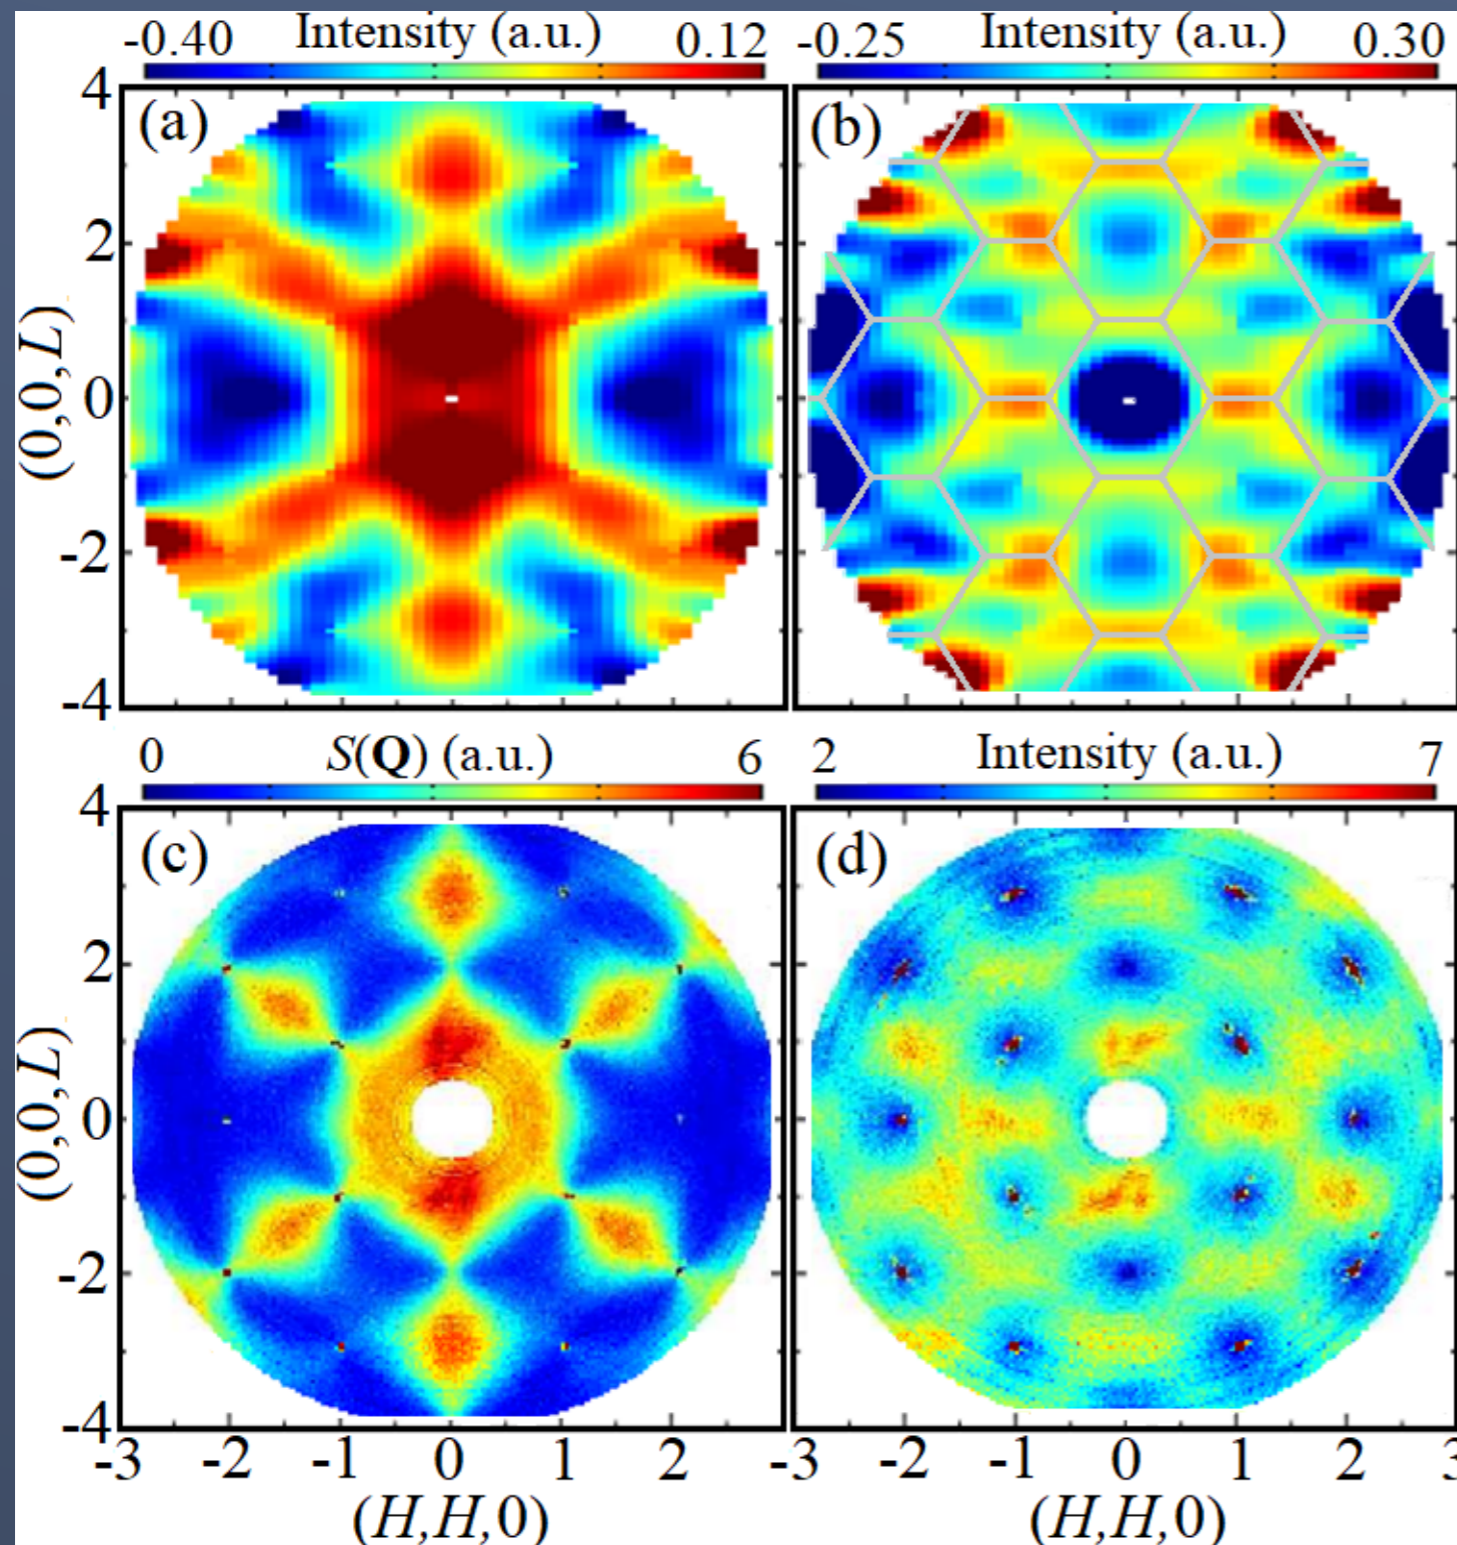 -0.40 Intensity (a.u.) 0.12 -0.25 Intensity (a.u.) 0.30
4 (a) (b)
2
0
-2
-4
(0,0,L)
0 S(Q) (a.u.) 6 2 Intensity (a.u.) 7
4 (c) (d)
2
0
-2
-4
(0,0,L)
-3 -2 -1 0 1 2 -3 -2 -1 0 1 2 3
(H,H,0) (H,H,0)